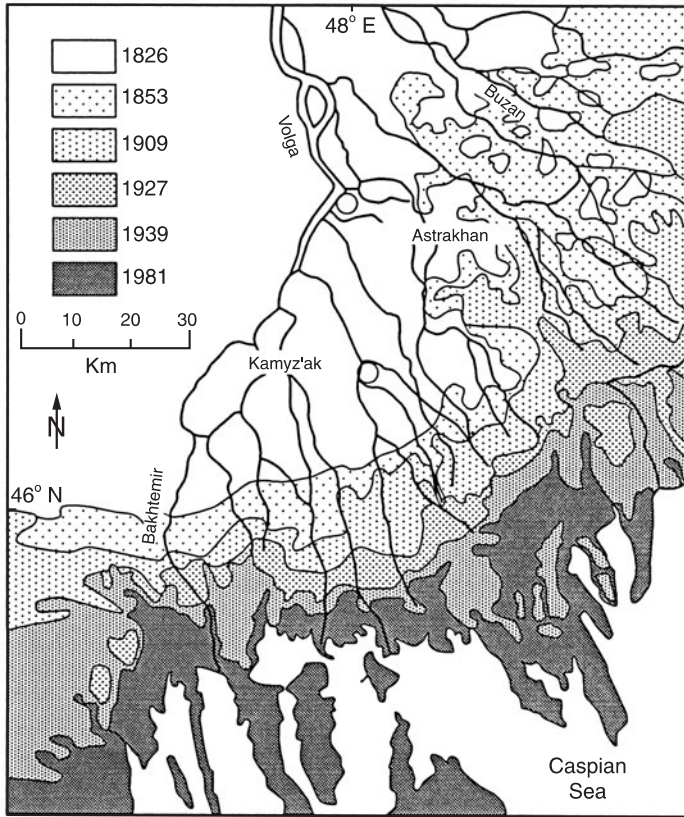 48° E
1826
1853
1909
1927
1939
1981
0 10 20 30
Km
N
Volga
Buzan
Astrakhan
Kamyz'ak
46° N
Bakhtemir
Caspian
Sea